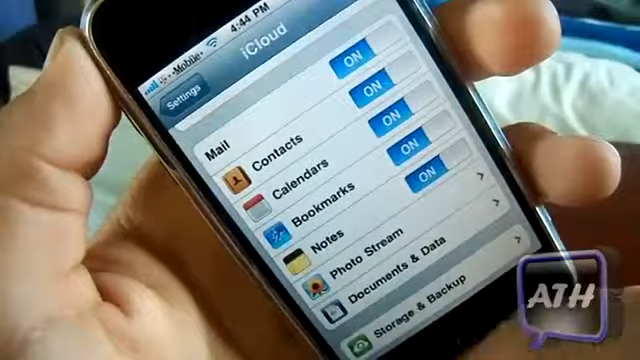 T-Mobile
4:44 PM
Settings
iCloud
Mail
ON
Contacts
ON
Calendars
ON
Bookmarks
ON
Notes
ON
Photo Stream
Documents & Data
Storage & Backup
ATH